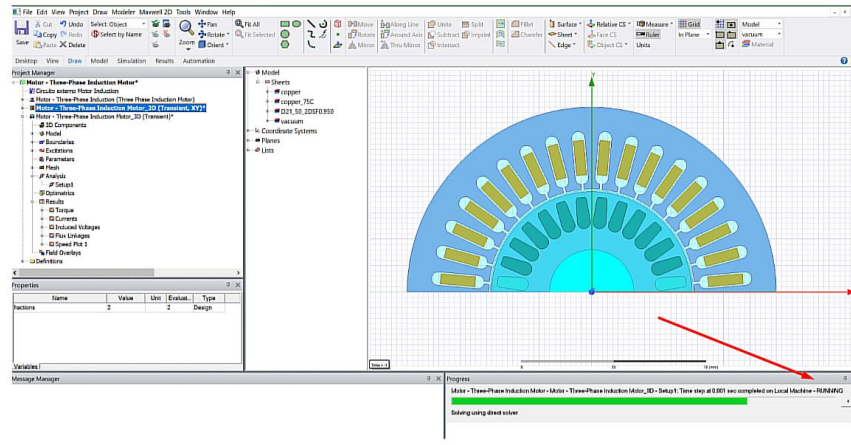 File Edit View Project Draw Modeler Maxwell 2D Tools Window Help
Save
Cut Undo Select: Object
Copy Redo Select by Name
Paste Delete
Zoom
Pan
Rotate
Orient
Fit All
Fit Selected
Move Along Line Unite Split Fillet Surface Relative CS Measure Grid Model
Rotate Around Axis Subtract Imprint Chamfer Sheet Face CS Ruler In Plane vacuum
Mirror Thru Mirror Intersect Edge Object CS Units Material
Desktop View Draw Model Simulation Results Automation
Project Manager
Motor - Three-Phase Induction Motor*
Circuito externo Motor Induction
Motor - Three-Phase Induction (Three Phase Induction Motor)
Motor - Three-Phase Induction Motor_2D (Transient, XY)*
Motor - Three-Phase Induction Motor_3D (Transient)*
3D Components
Model
Boundaries
Excitations
Parameters
Mesh
Analysis
Setup1
Optimetrics
Results
Torque
Currents
Induced Voltages
Flux Linkages
Speed Plot 1
Field Overlays
Definitions
Model
Sheets
copper
copper_75C
D21_50_2DSF0.950
vacuum
Coordinate Systems
Planes
Lists
Properties
Name Value Unit Evaluat... Type
fractions 2 2 Design
Variables
Time = -1
Message Manager
Progress
Motor - Three-Phase Induction Motor - Motor - Three-Phase Induction Motor_3D - Setup1: Time step at 0.001 sec completed on Local Machine - RUNNING
Solving using direct solver